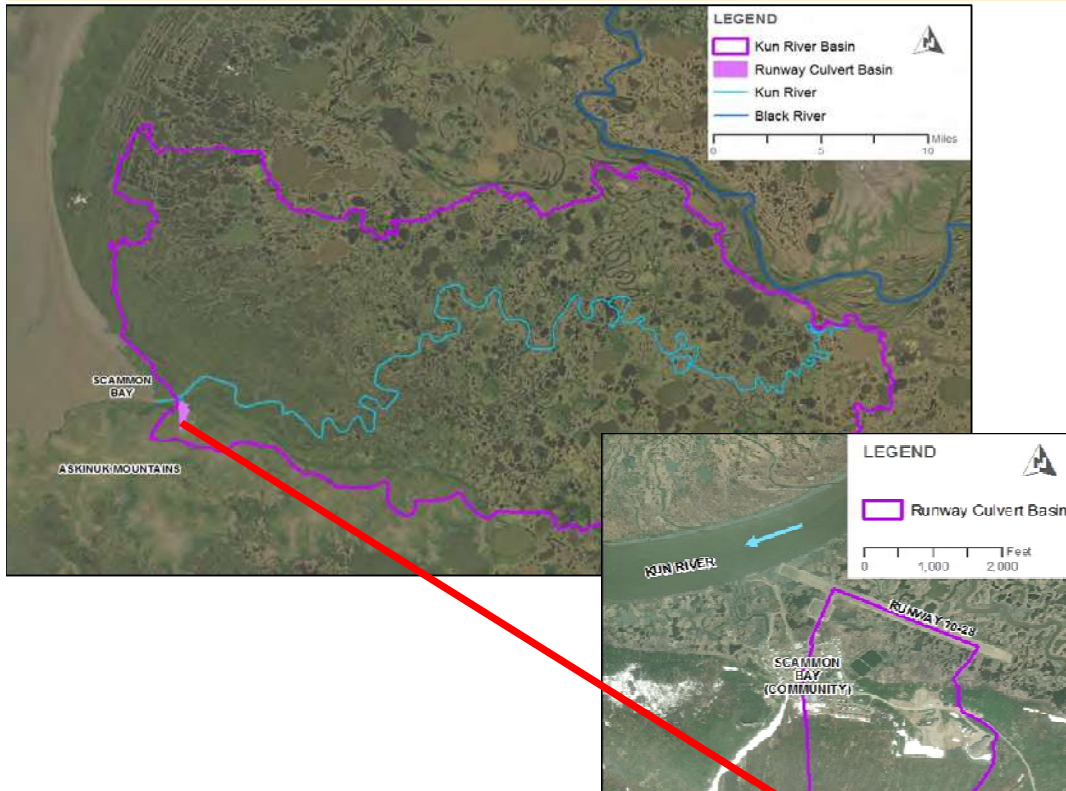 LEGEND
Kun River Basin
Runway Culvert Basin
Kun River
Black River
Miles
0 5 10
SCAMMON
BAY
ASKINUK MOUNTAINS
LEGEND
Runway Culvert Basin
Feet
0 1,000 2,000
KUN RIVER
RUNWAY 10-28
SCAMMON
BAY
(COMMUNITY)